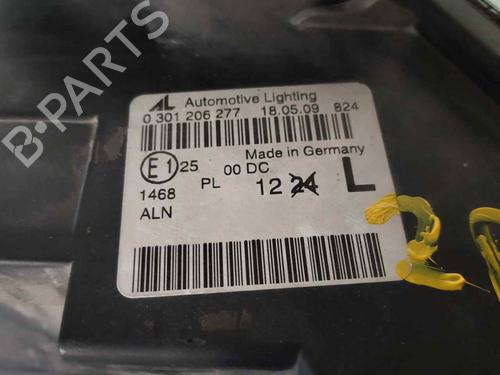 AL Automotive Lighting
0 301 206 277 18.05.09 824
Made in Germany
E1 25 00 DC
1468 PL 12 24 L
ALN
B-PARTS